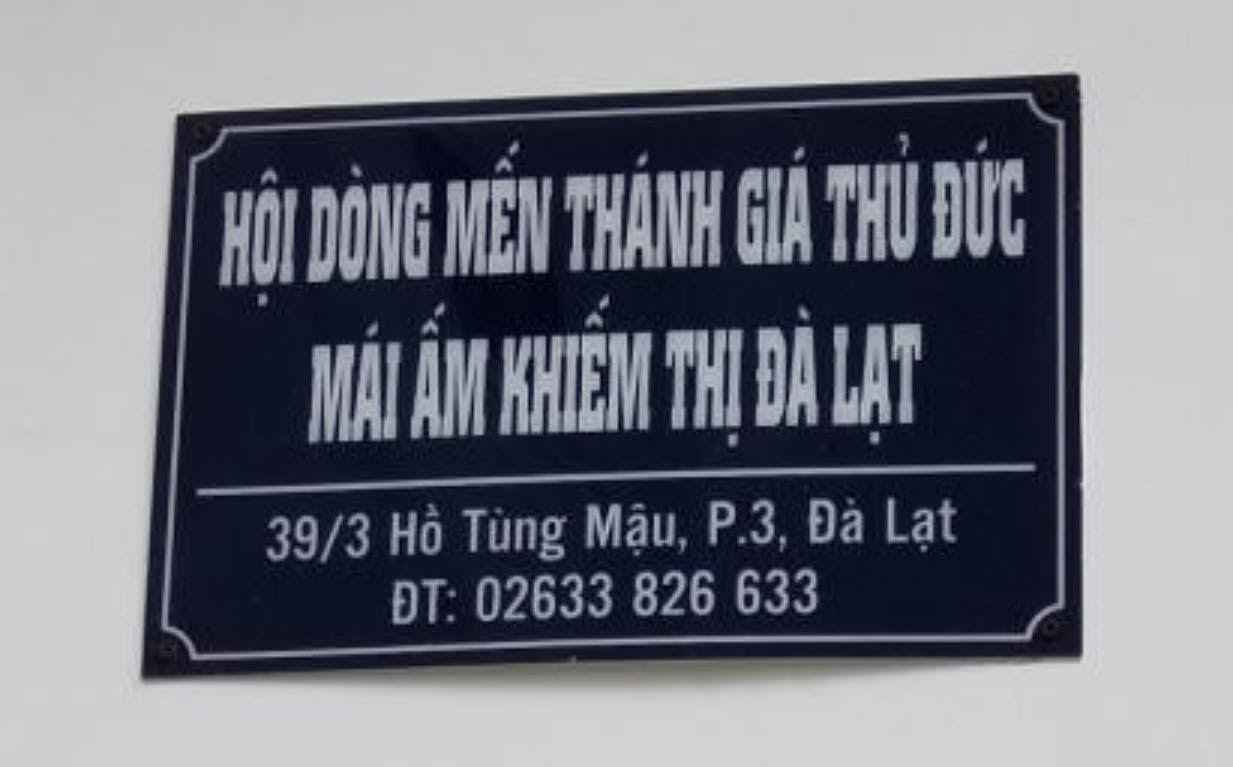 HỘI DÒNG MẾN THÁNH GIÁ THỦ ĐỨC
MÁI ẤM KHIẾM THỊ ĐÀ LẠT
39/3 Hồ Tùng Mậu, P.3, Đà Lạt
ĐT: 02633 826 633